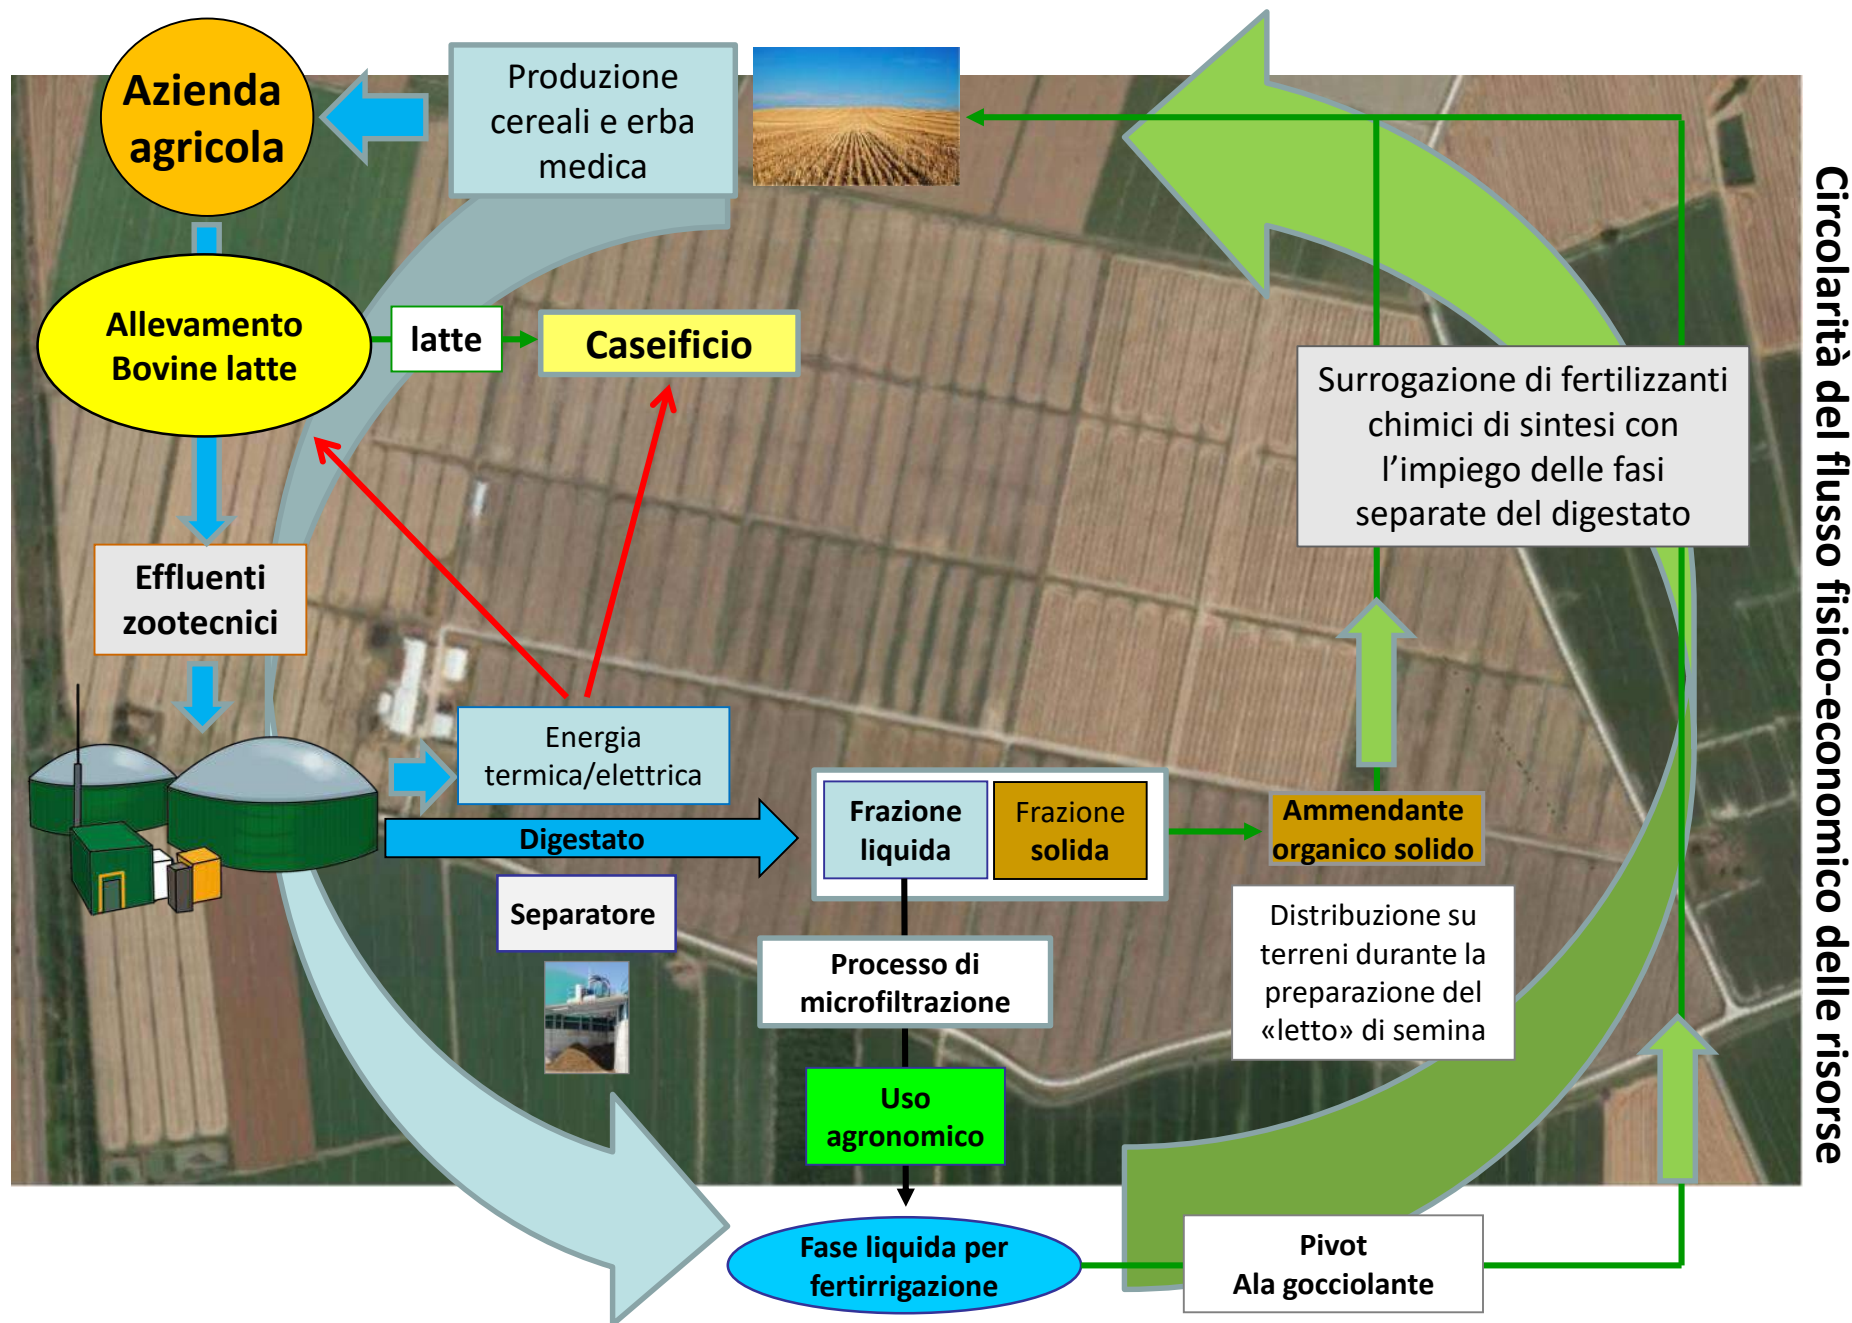 Azienda
agricola
Produzione
cereali e erba
medica
Allevamento
Bovine latte
latte
Caseificio
Surrogazione di fertilizzanti
chimici di sintesi con
l’impiego delle fasi
separate del digestato
Effluenti
zootecnici
Energia
termica/elettrica
Digestato
Frazione
liquida
Frazione
solida
Ammendante
organico solido
Separatore
Distribuzione su
terreni durante la
preparazione del
«letto» di semina
Processo di
microfiltrazione
Uso
agronomico
Fase liquida per
fertirrigazione
Pivot
Ala gocciolante
Circolarità del flusso fisico-economico delle risorse